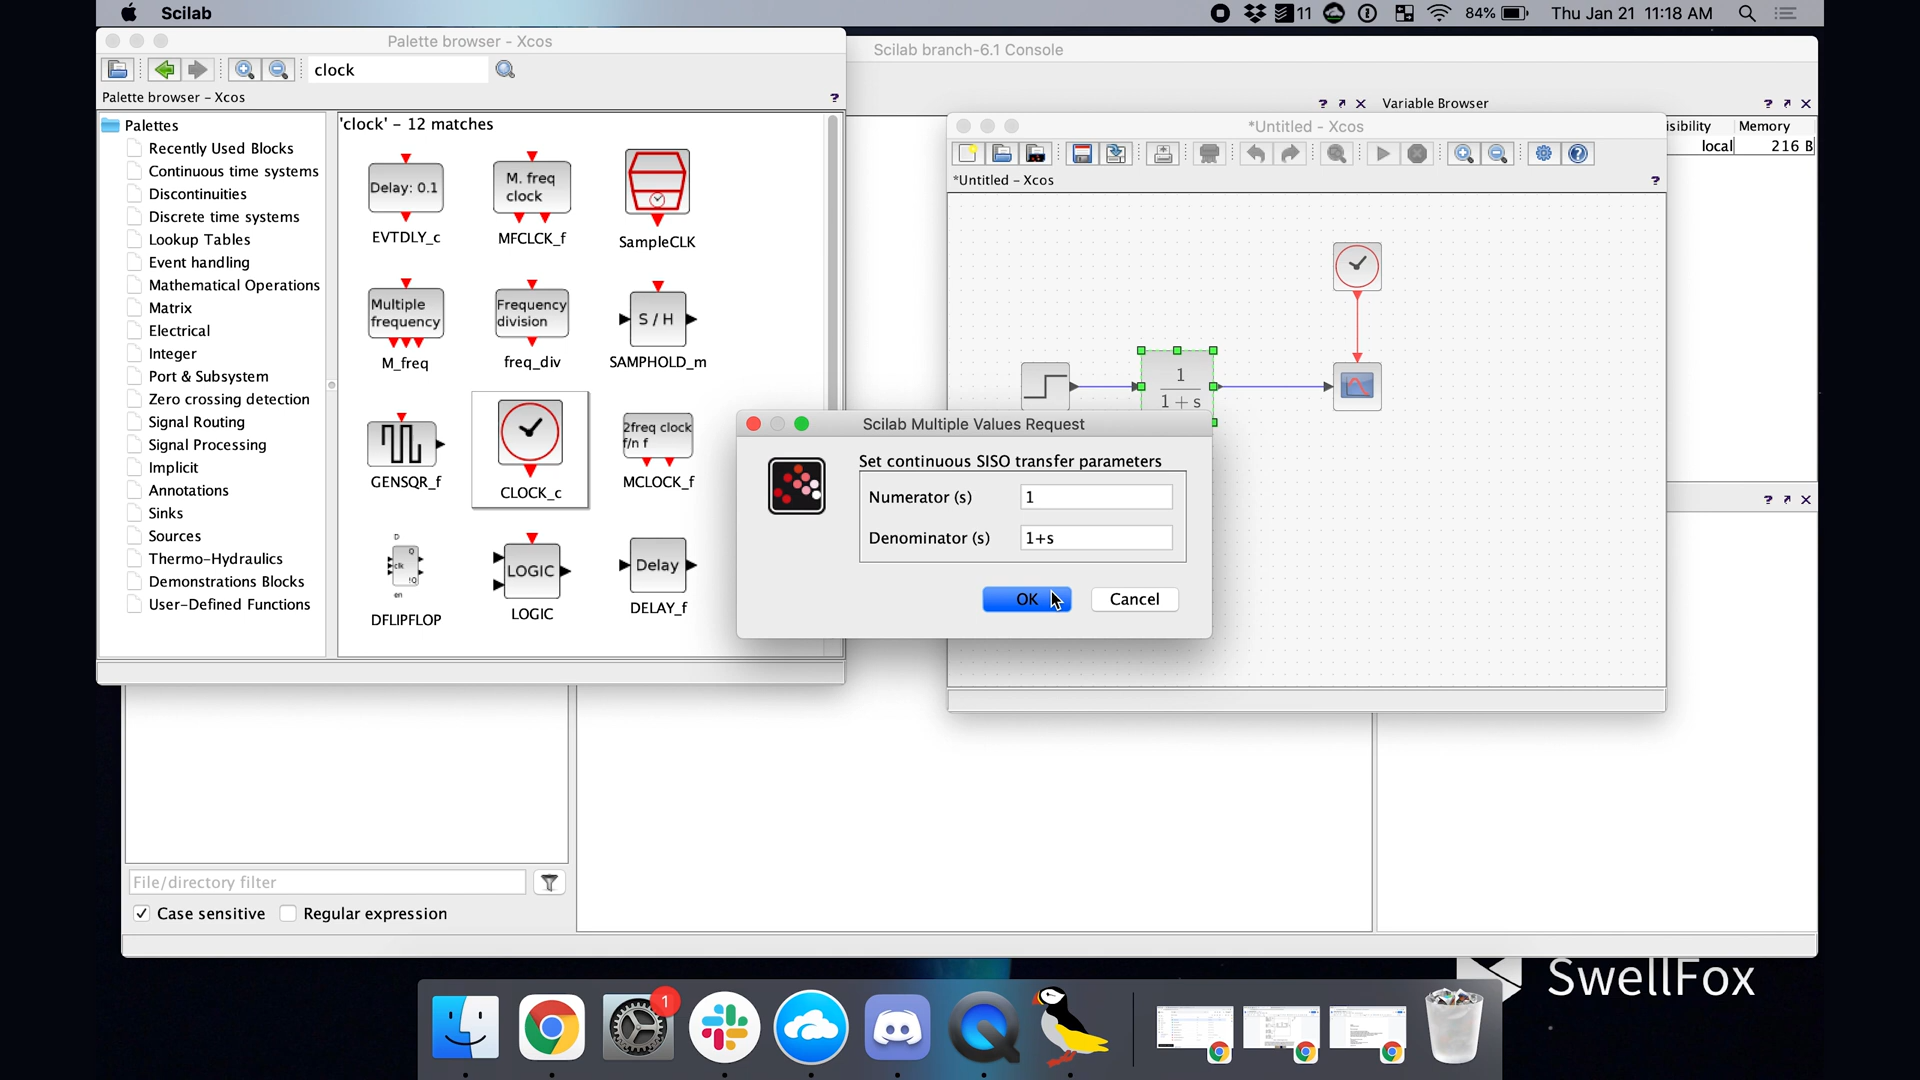 Scilab
11
84%
Thu Jan 21 11:18 AM
Palette browser - Xcos
clock
Palette browser - Xcos
?
Palettes
Recently Used Blocks
Continuous time systems
Discontinuities
Discrete time systems
Lookup Tables
Event handling
Mathematical Operations
Matrix
Electrical
Integer
Port & Subsystem
Zero crossing detection
Signal Routing
Signal Processing
Implicit
Annotations
Sinks
Sources
Thermo-Hydraulics
Demonstrations Blocks
User-Defined Functions
'clock' - 12 matches
Delay: 0.1
EVTDLY_c
M. freq
clock
MFCLCK_f
SampleCLK
Multiple
frequency
M_freq
Frequency
division
freq_div
S / H
SAMPHOLD_m
GENSQR_f
CLOCK_c
2freq clock
f/n f
MCLOCK_f
D
Q
clk
!Q
en
DFLIPFLOP
LOGIC
LOGIC
Delay
DELAY_f
Scilab branch-6.1 Console
?
Variable Browser
?
isibility
Memory
local
216 B
?
*Untitled - Xcos
*Untitled - Xcos
?
1
1+s
Scilab Multiple Values Request
Set continuous SISO transfer parameters
Numerator (s)
1
Denominator (s)
1+s
OK
Cancel
File/directory filter
Case sensitive
Regular expression
SwellFox
1